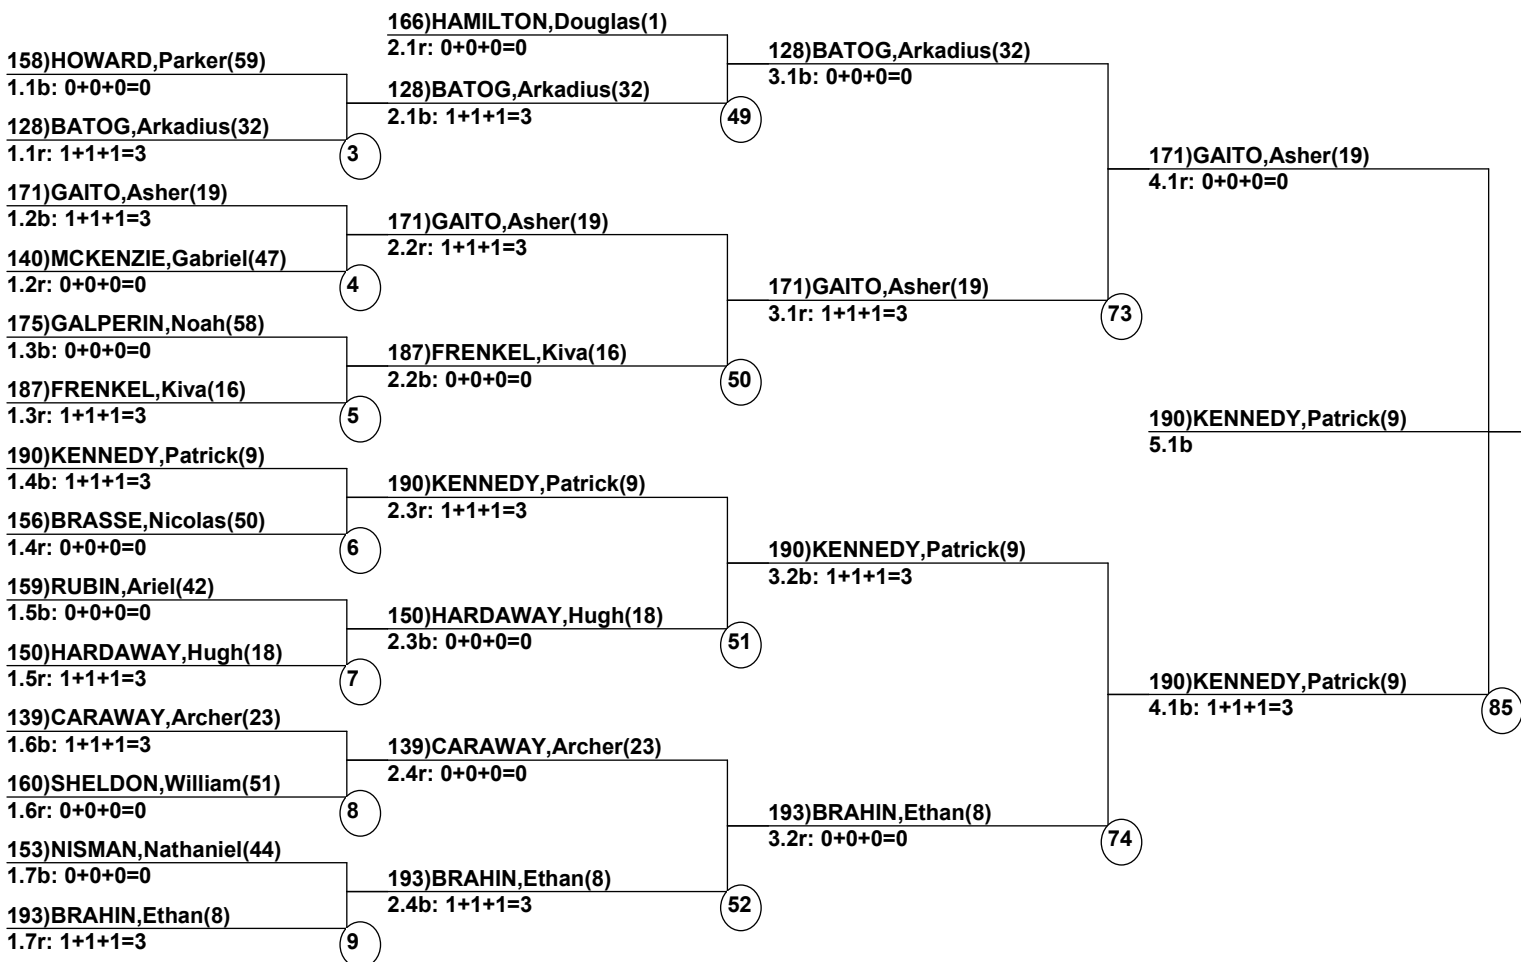 158)HOWARD,Parker(59)
1.1b: 0+0+0=0
128)BATOG,Arkadius(32)
1.1r: 1+1+1=3
3
171)GAITO,Asher(19)
1.2b: 1+1+1=3
140)MCKENZIE,Gabriel(47)
1.2r: 0+0+0=0
4
175)GALPERIN,Noah(58)
1.3b: 0+0+0=0
187)FRENKEL,Kiva(16)
1.3r: 1+1+1=3
5
190)KENNEDY,Patrick(9)
1.4b: 1+1+1=3
156)BRASSE,Nicolas(50)
1.4r: 0+0+0=0
6
159)RUBIN,Ariel(42)
1.5b: 0+0+0=0
150)HARDAWAY,Hugh(18)
1.5r: 1+1+1=3
7
139)CARAWAY,Archer(23)
1.6b: 1+1+1=3
160)SHELDON,William(51)
1.6r: 0+0+0=0
8
153)NISMAN,Nathaniel(44)
1.7b: 0+0+0=0
193)BRAHIN,Ethan(8)
1.7r: 1+1+1=3
9
166)HAMILTON,Douglas(1)
2.1r: 0+0+0=0
128)BATOG,Arkadius(32)
2.1b: 1+1+1=3
49
171)GAITO,Asher(19)
2.2r: 1+1+1=3
187)FRENKEL,Kiva(16)
2.2b: 0+0+0=0
50
190)KENNEDY,Patrick(9)
2.3r: 1+1+1=3
150)HARDAWAY,Hugh(18)
2.3b: 0+0+0=0
51
139)CARAWAY,Archer(23)
2.4r: 0+0+0=0
193)BRAHIN,Ethan(8)
2.4b: 1+1+1=3
52
128)BATOG,Arkadius(32)
3.1b: 0+0+0=0
171)GAITO,Asher(19)
3.1r: 1+1+1=3
73
190)KENNEDY,Patrick(9)
3.2b: 1+1+1=3
193)BRAHIN,Ethan(8)
3.2r: 0+0+0=0
74
171)GAITO,Asher(19)
4.1r: 0+0+0=0
190)KENNEDY,Patrick(9)
5.1b
190)KENNEDY,Patrick(9)
4.1b: 1+1+1=3
85